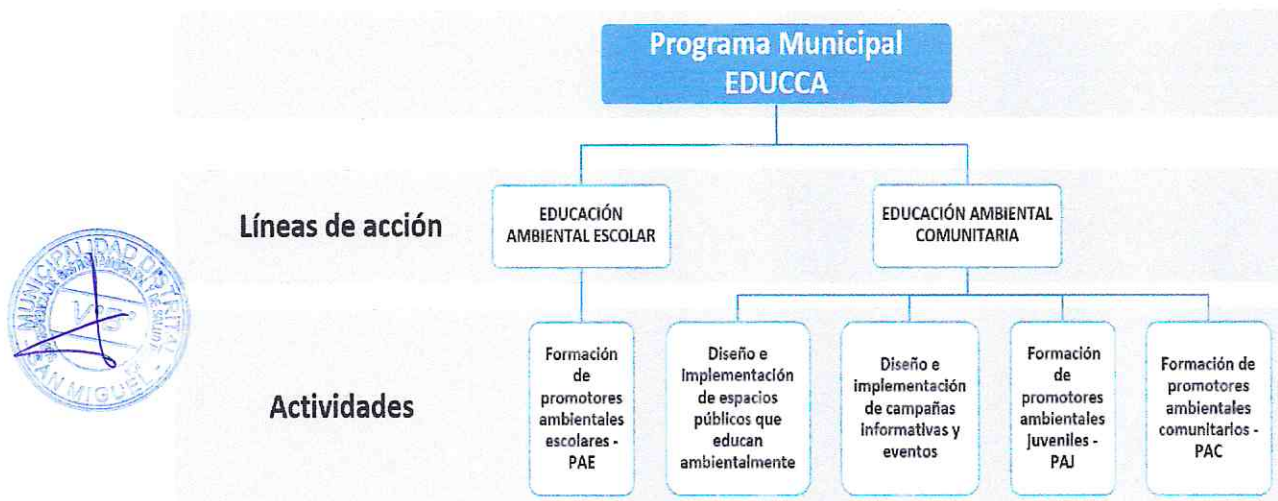 Programa Municipal
EDUCCA
Líneas de acción
EDUCACIÓN
AMBIENTAL ESCOLAR
EDUCACIÓN AMBIENTAL
COMUNITARIA
MUNICIPALIDAD DISTRITAL
V°B°
SAN MIGUEL
Actividades
Formación
de
promotores
ambientales
escolares -
PAE
Diseño e
implementación
de espacios
públicos que
educan
ambientalmente
Diseño e
implementación
de campañas
informativas y
eventos
Formación
de
promotores
ambientales
juveniles -
PAJ
Formación de
promotores
ambientales
comunitarios -
PAC